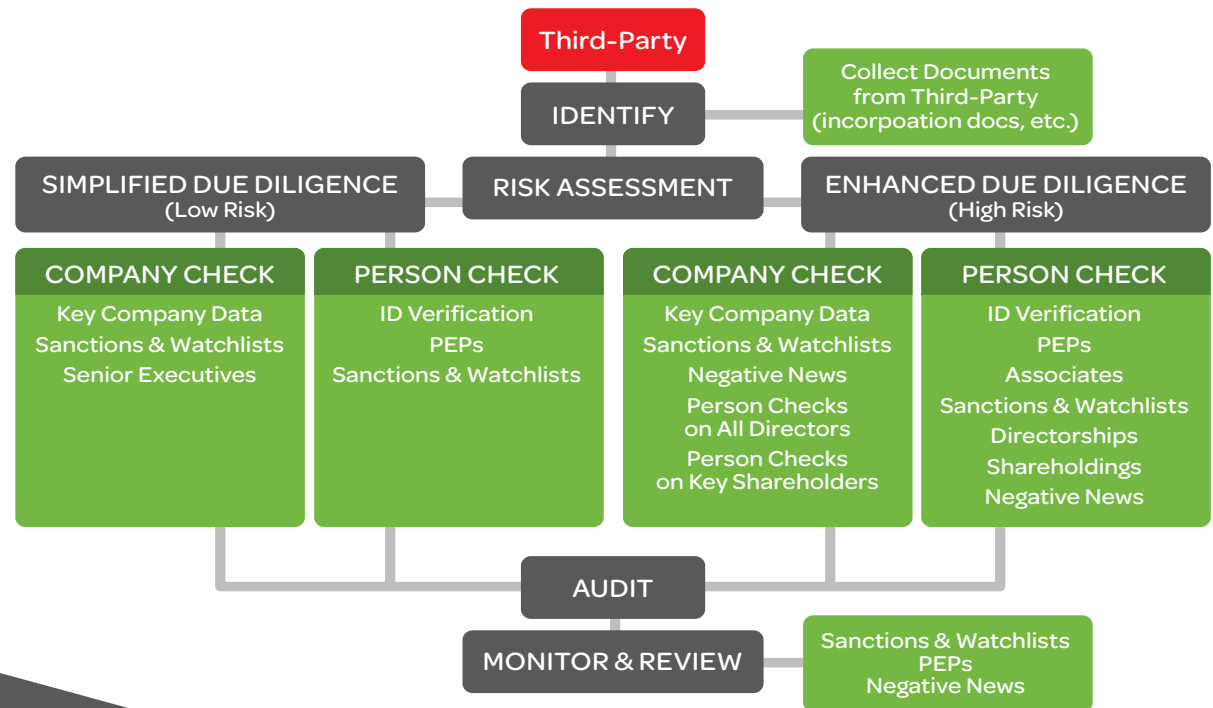 Third-Party
IDENTIFY
Collect Documents
from Third-Party
(incorpoation docs, etc.)
SIMPLIFIED DUE DILIGENCE
(Low Risk)
RISK ASSESSMENT
ENHANCED DUE DILIGENCE
(High Risk)
COMPANY CHECK
Key Company Data
Sanctions & Watchlists
Senior Executives
PERSON CHECK
ID Verification
PEPs
Sanctions & Watchlists
COMPANY CHECK
Key Company Data
Sanctions & Watchlists
Negative News
Person Checks
on All Directors
Person Checks
on Key Shareholders
PERSON CHECK
ID Verification
PEPs
Associates
Sanctions & Watchlists
Directorships
Shareholdings
Negative News
AUDIT
MONITOR & REVIEW
Sanctions & Watchlists
PEPs
Negative News